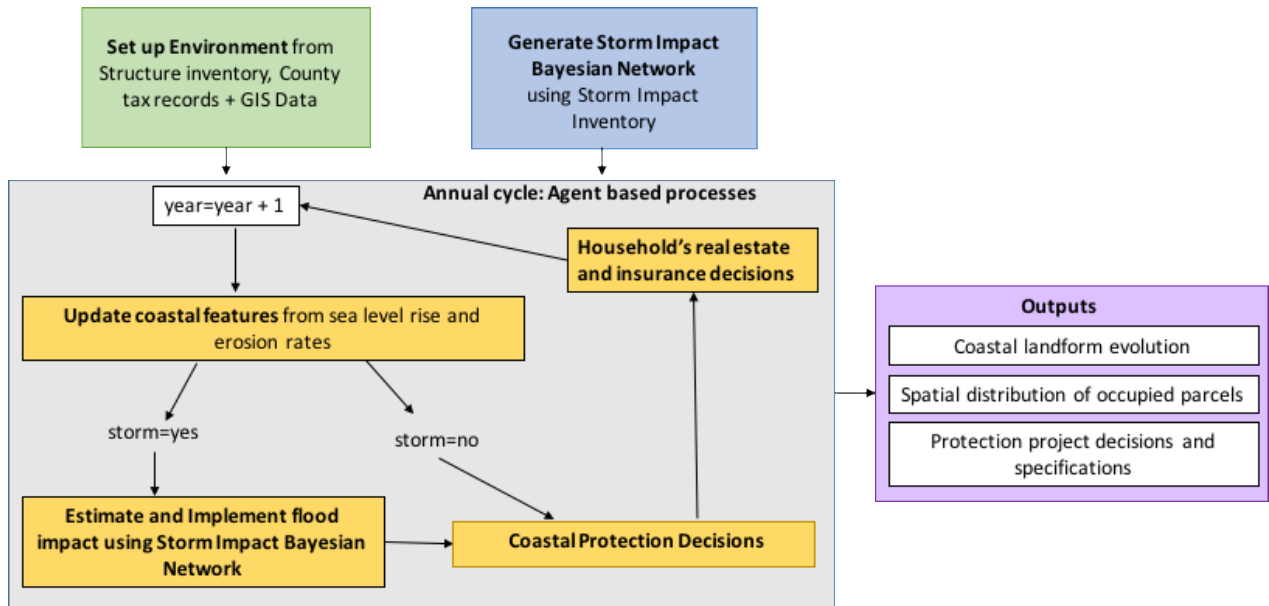 Set up Environment from
Structure inventory, County
tax records + GIS Data
Generate Storm Impact
Bayesian Network
using Storm Impact
Inventory
Annual cycle: Agent based processes
year=year + 1
Household's real estate
and insurance decisions
Update coastal features from sea level rise and
erosion rates
storm=yes
storm=no
Estimate and Implement flood
impact using Storm Impact Bayesian
Network
Coastal Protection Decisions
Outputs
Coastal landform evolution
Spatial distribution of occupied parcels
Protection project decisions and
specifications